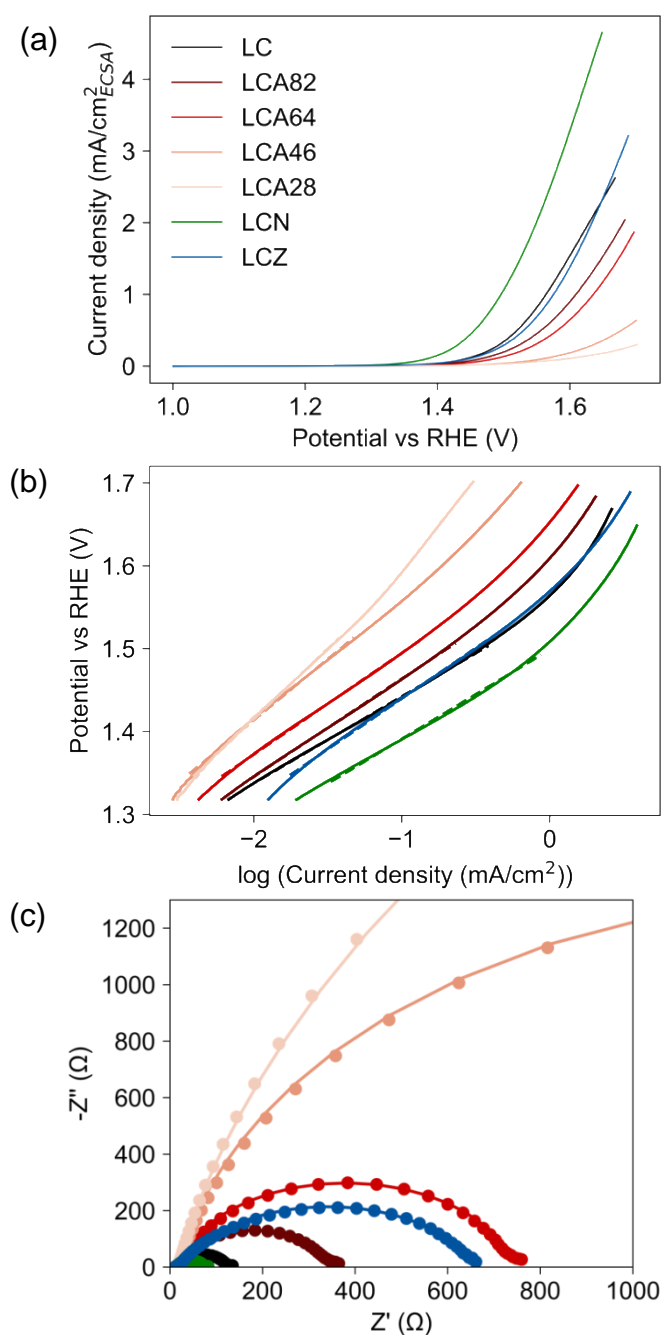 (a)
Current density (mA/cm²ECSA)
4
3
2
1
0
LC
LCA82
LCA64
LCA46
LCA28
LCN
LCZ
1.0 1.2 1.4 1.6
Potential vs RHE (V)
(b)
Potential vs RHE (V)
1.7
1.6
1.5
1.4
1.3
−2 −1 0
log (Current density (mA/cm²))
(c)
-Z" (Ω)
1200
1000
800
600
400
200
0
0 200 400 600 800 1000
Z' (Ω)